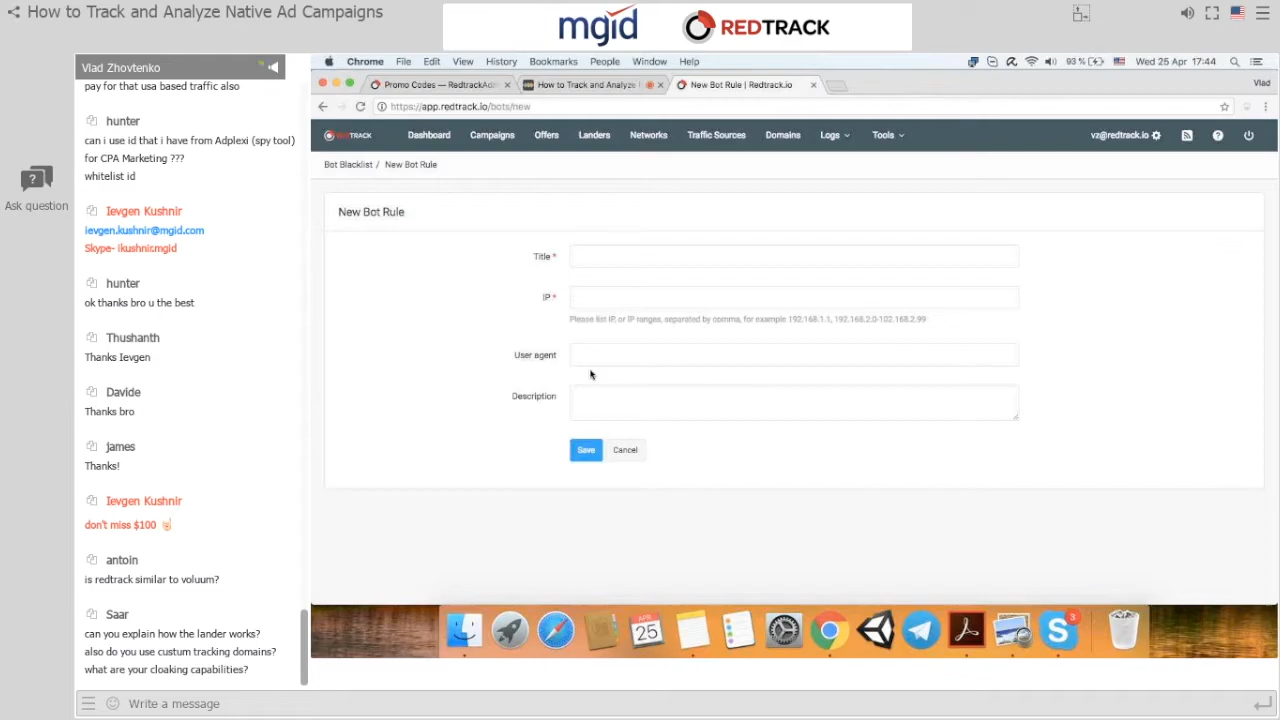 How to Track and Analyze Native Ad Campaigns
mgid
REDTRACK
Vlad Zhovtenko
pay for that usa based traffic also
hunter
can i use id that i have from Adplexi (spy tool)
for CPA Marketing ???
whitelist id
Ievgen Kushnir
ievgen.kushnir@mgid.com
Skype- ikushnir.mgid
hunter
ok thanks bro u the best
Thushanth
Thanks Ievgen
Davide
Thanks bro
james
Thanks!
Ievgen Kushnir
don't miss $100
antoin
is redtrack similar to voluum?
Saar
can you explain how the lander works?
also do you use custum tracking domains?
what are your cloaking capabilities?
Write a message
Ask question
Chrome File Edit View History Bookmarks People Window Help
93 % Wed 25 Apr 17:44
Promo Codes — RedtrackAdm
How to Track and Analyze
New Bot Rule | Redtrack.io
Vlad
https://app.redtrack.io/bots/new
REDTRACK
Dashboard Campaigns Offers Landers Networks Traffic Sources Domains Logs Tools
vz@redtrack.io
Bot Blacklist / New Bot Rule
New Bot Rule
Title *
IP *
Please list IP, or IP ranges, separated by comma, for example 192.168.1.1, 192.168.2.0-102.168.2.99
User agent
Description
Save Cancel
APR
25
3